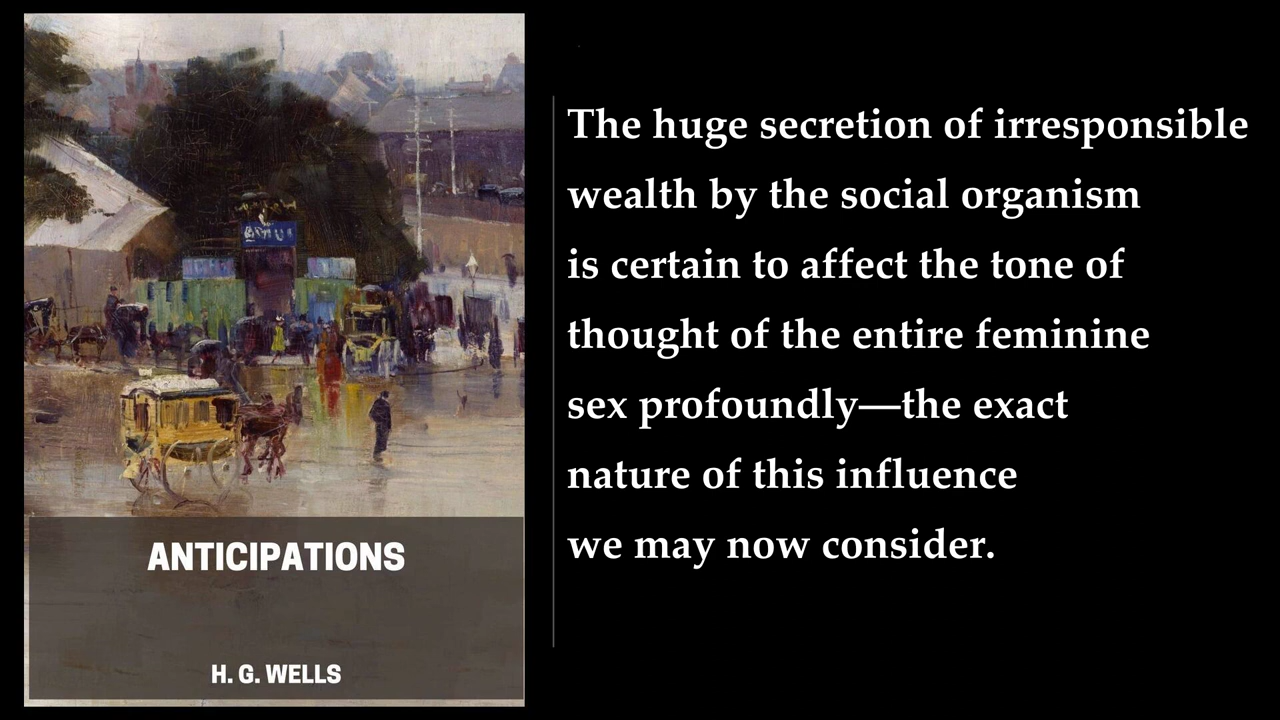 ANTICIPATIONS
H. G. WELLS
The huge secretion of irresponsible
wealth by the social organism
is certain to affect the tone of
thought of the entire feminine
sex profoundly—the exact
nature of this influence
we may now consider.